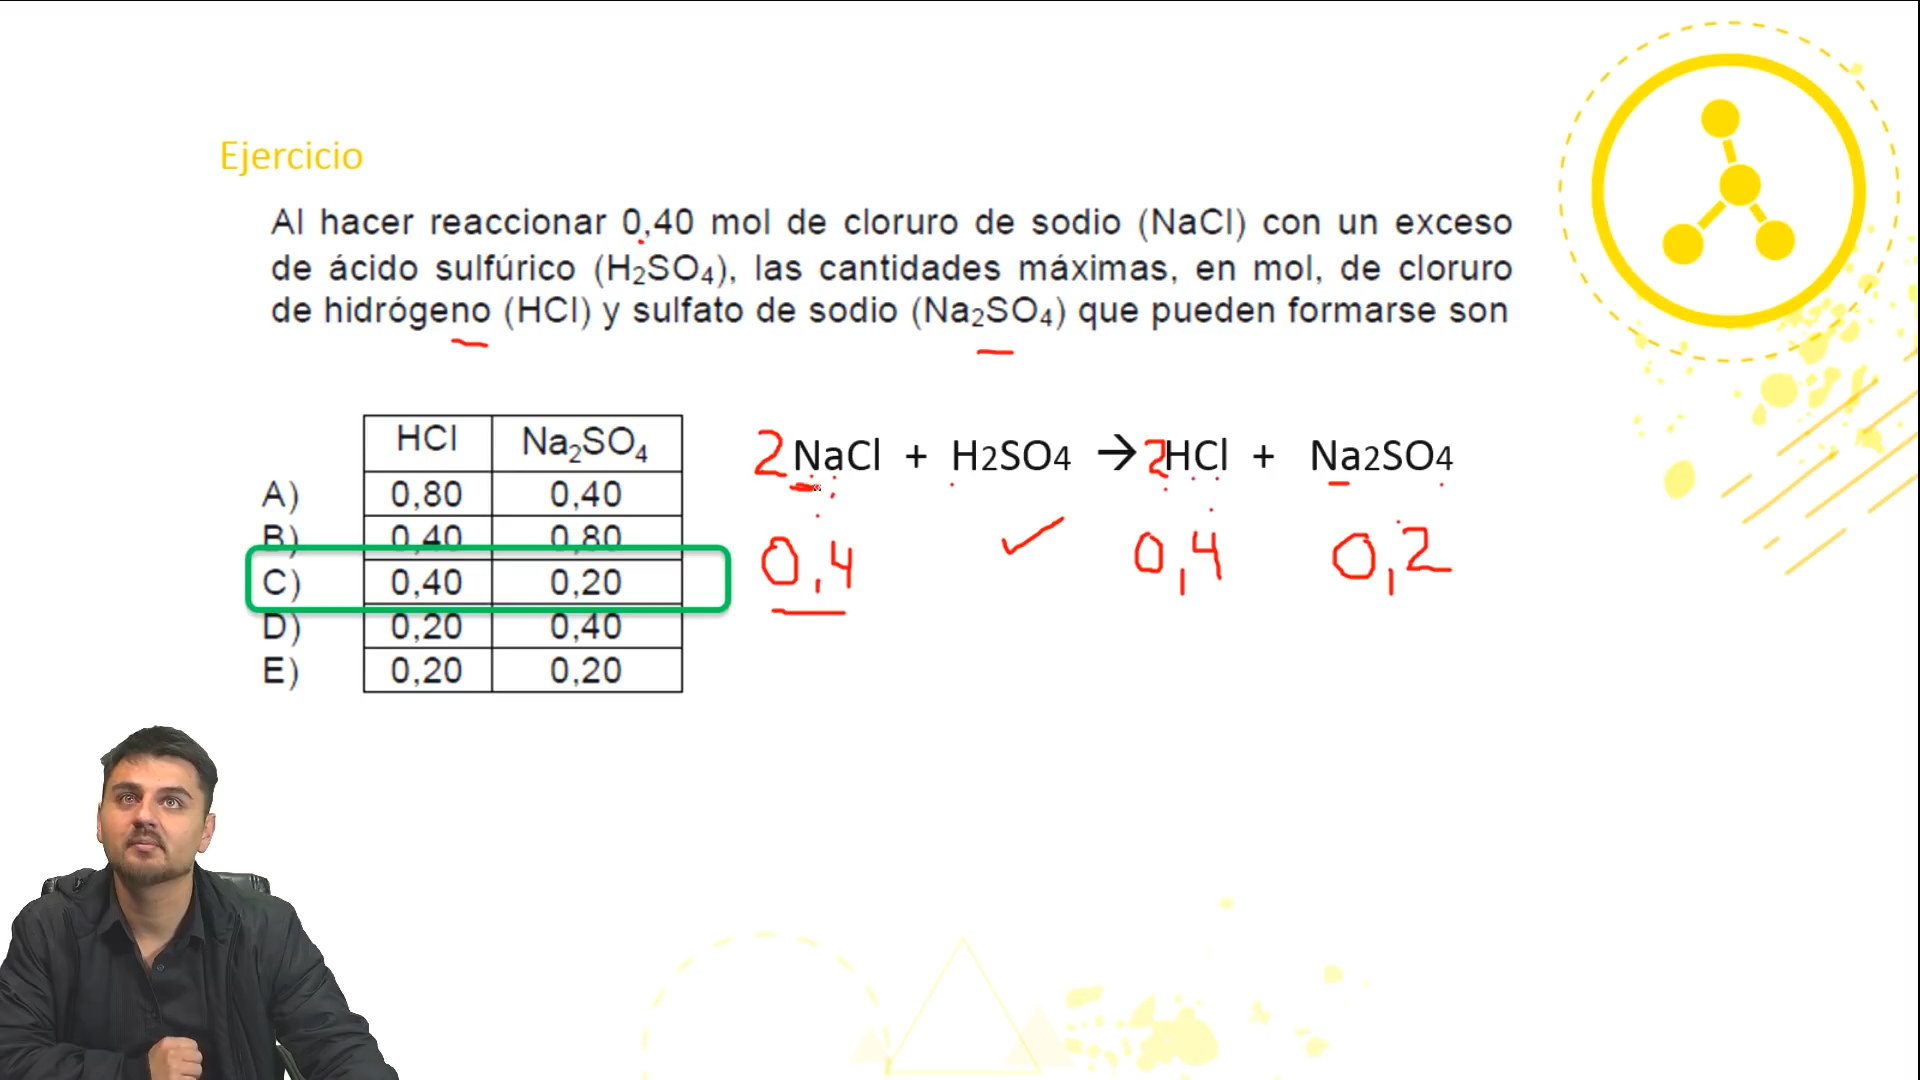 Ejercicio
Al hacer reaccionar 0,40 mol de cloruro de sodio (NaCl) con un exceso
de ácido sulfúrico (H2SO4), las cantidades máximas, en mol, de cloruro
de hidrógeno (HCl) y sulfato de sodio (Na2SO4) que pueden formarse son
HCl Na2SO4
A) 0,80 0,40
B) 0,40 0,80
C) 0,40 0,20
D) 0,20 0,40
E) 0,20 0,20
2 NaCl + H2SO4 → 2HCl + Na2SO4
0,4 ✓ 0,4 0,2